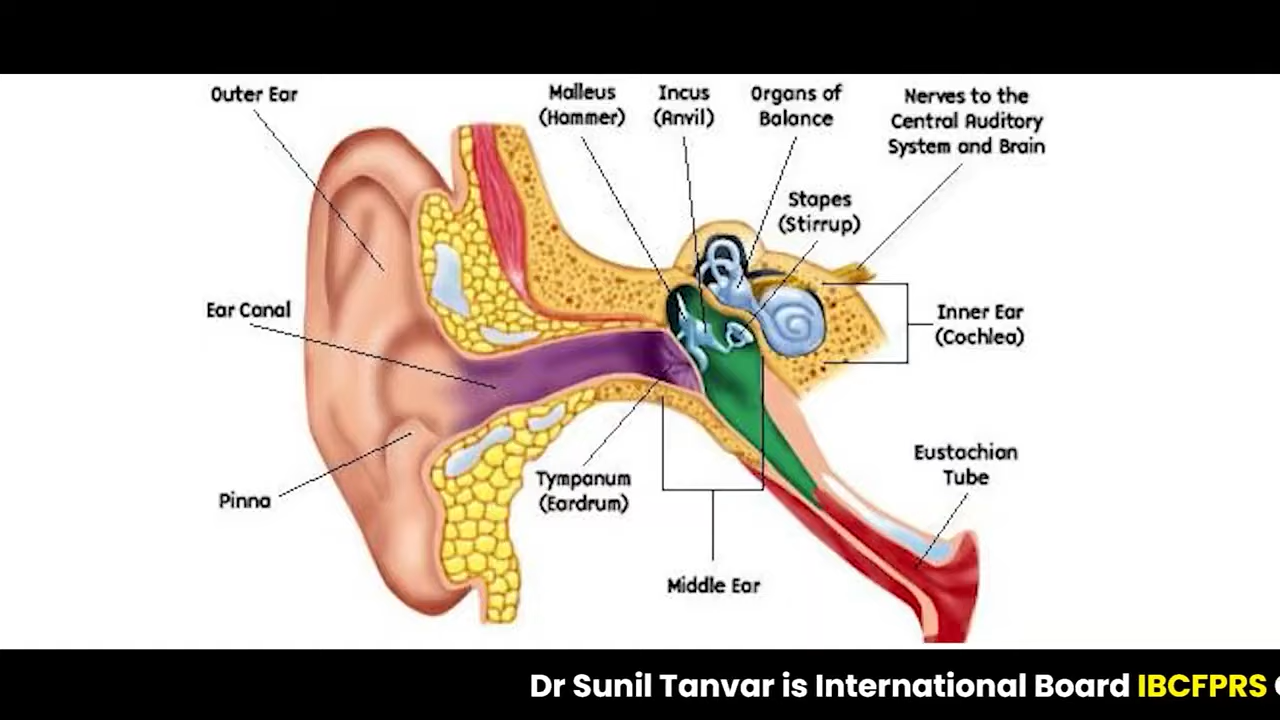 Outer Ear
Malleus
(Hammer)
Incus
(Anvil)
Organs of
Balance
Nerves to the
Central Auditory
System and Brain
Stapes
(Stirrup)
Ear Canal
Inner Ear
(Cochlea)
Pinna
Tympanum
(Eardrum)
Eustachian
Tube
Middle Ear
Dr Sunil Tanvar is International Board IBCFPRS